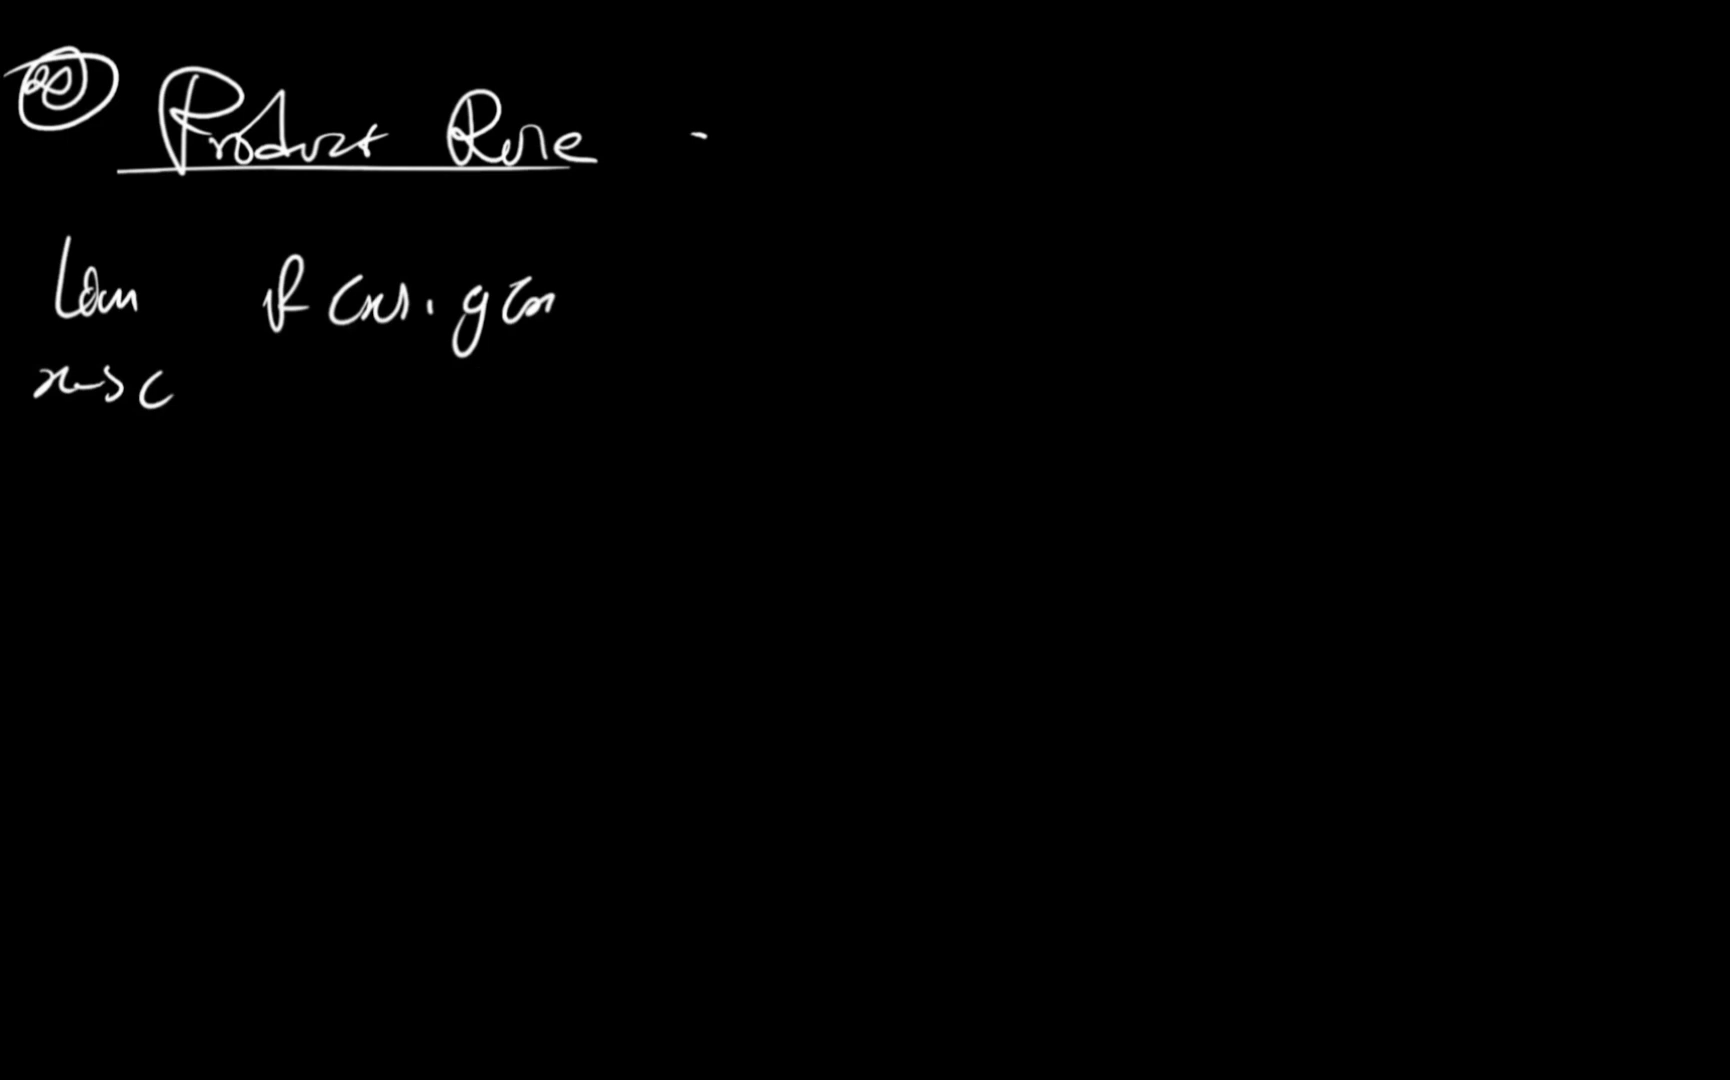 Product Rule -
lim f(x) . g(x)
x->c